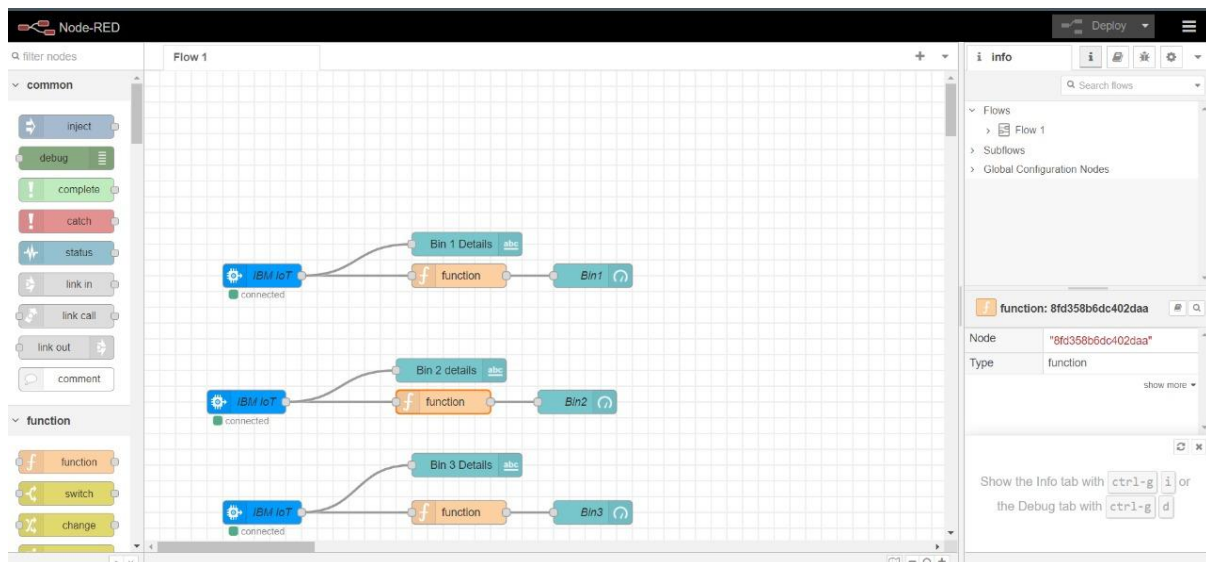 Node-RED
Deploy
filter nodes
common
inject
debug
complete
catch
status
link in
link call
link out
comment
function
function
switch
change
Flow 1
Bin 1 Details abc
IBM IoT
function
Bin1
connected
Bin 2 details abc
IBM IoT
function
Bin2
connected
Bin 3 Details abc
IBM IoT
function
Bin3
connected
i info
i
Search flows
Flows
Flow 1
Subflows
Global Configuration Nodes
function: 8fd358b6dc402daa
Node "8fd358b6dc402daa"
Type function
show more
Show the Info tab with ctrl-g i or
the Debug tab with ctrl-g d